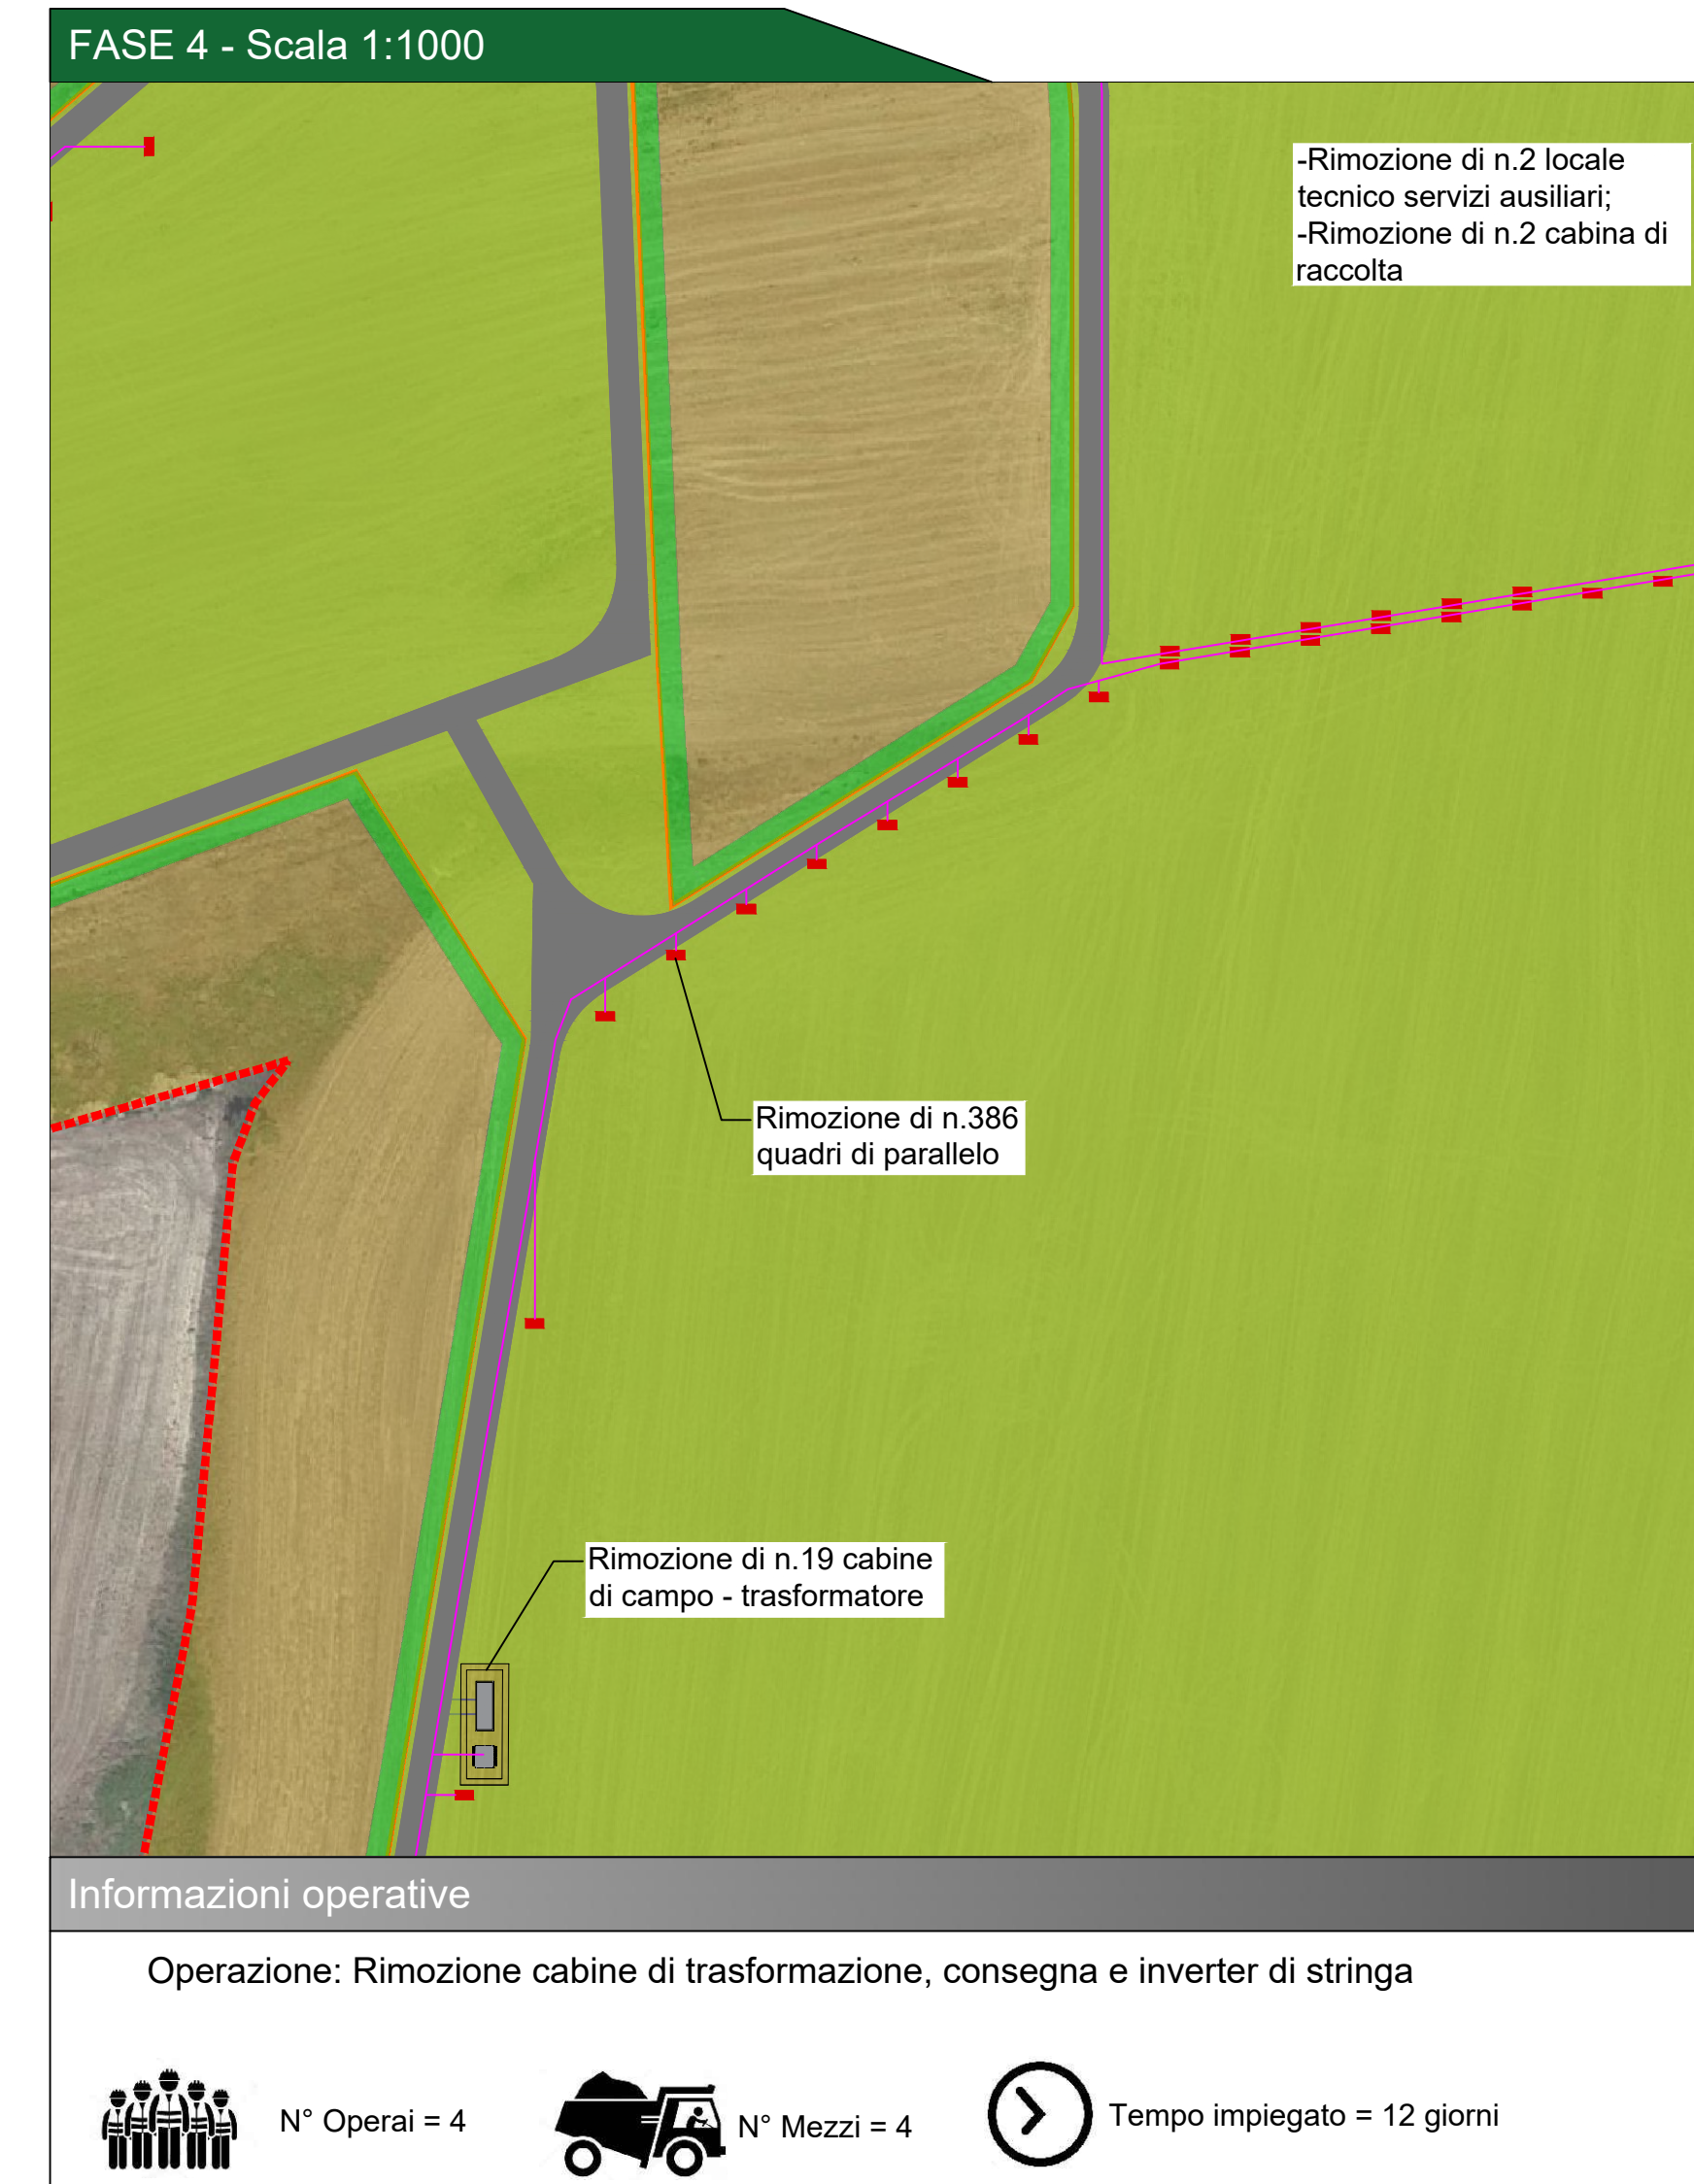 FASE 4 - Scala 1:1000
-Rimozione di n.2 locale
tecnico servizi ausiliari;
-Rimozione di n.2 cabina di
raccolta
Rimozione di n.386
quadri di parallelo
Rimozione di n.19 cabine
di campo - trasformatore
Informazioni operative
Operazione: Rimozione cabine di trasformazione, consegna e inverter di stringa
N° Operai = 4
N° Mezzi = 4
Tempo impiegato = 12 giorni